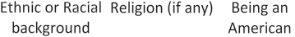 Ethnic or Racial Religion (if any) Being an
background American